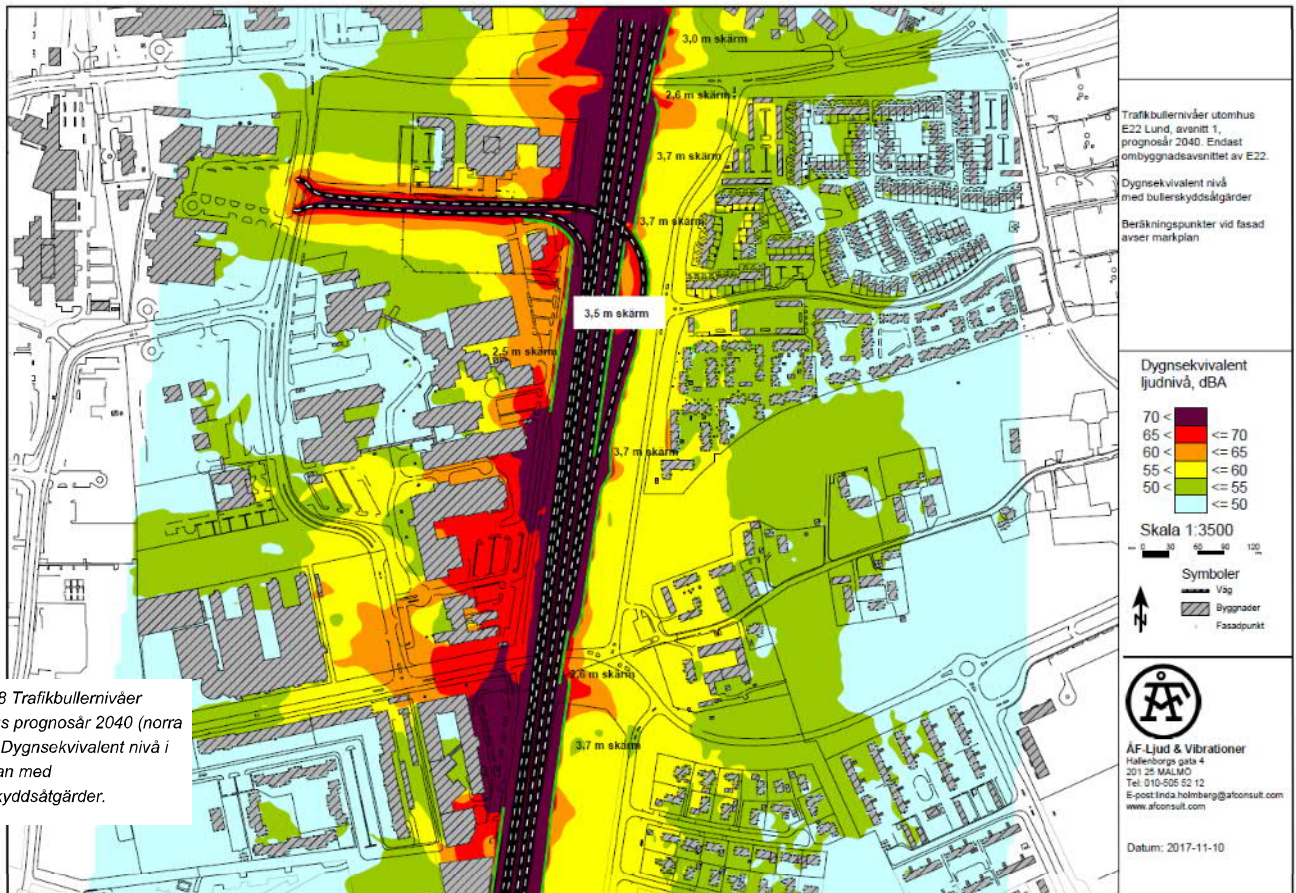 3,0 m skärm
2,6 m skärm
3,7 m skärm
3,7 m skärm
3,5 m skärm
2,5 m skärm
3,7 m skärm
2,6 m skärm
3,7 m skärm
8 Trafikbullernivåer
s prognosår 2040 (norra
Dygnsekvivalent nivå i
an med
kyddsåtgärder.
Trafikbullernivåer utomhus
E22 Lund, avsnitt 1,
prognosår 2040. Endast
ombyggnadsavsnittet av E22.
Dygnsekvivalent nivå
med bullerskyddsåtgärder
Beräkningspunkter vid fasad
avser markplan
Dygnsekvivalent
ljudnivå, dBA
70 <
65 < <= 70
60 < <= 65
55 < <= 60
50 < <= 55
<= 50
Skala 1:3500
0 30 60 90 120
m
Symboler
Väg
Byggnader
Fasadpunkt
N
ÅF
ÅF-Ljud & Vibrationer
Hallenborgs gata 4
201 25 MALMÖ
Tel: 010-505 52 12
E-post:linda.holmberg@afconsult.com
www.afconsult.com
Datum: 2017-11-10